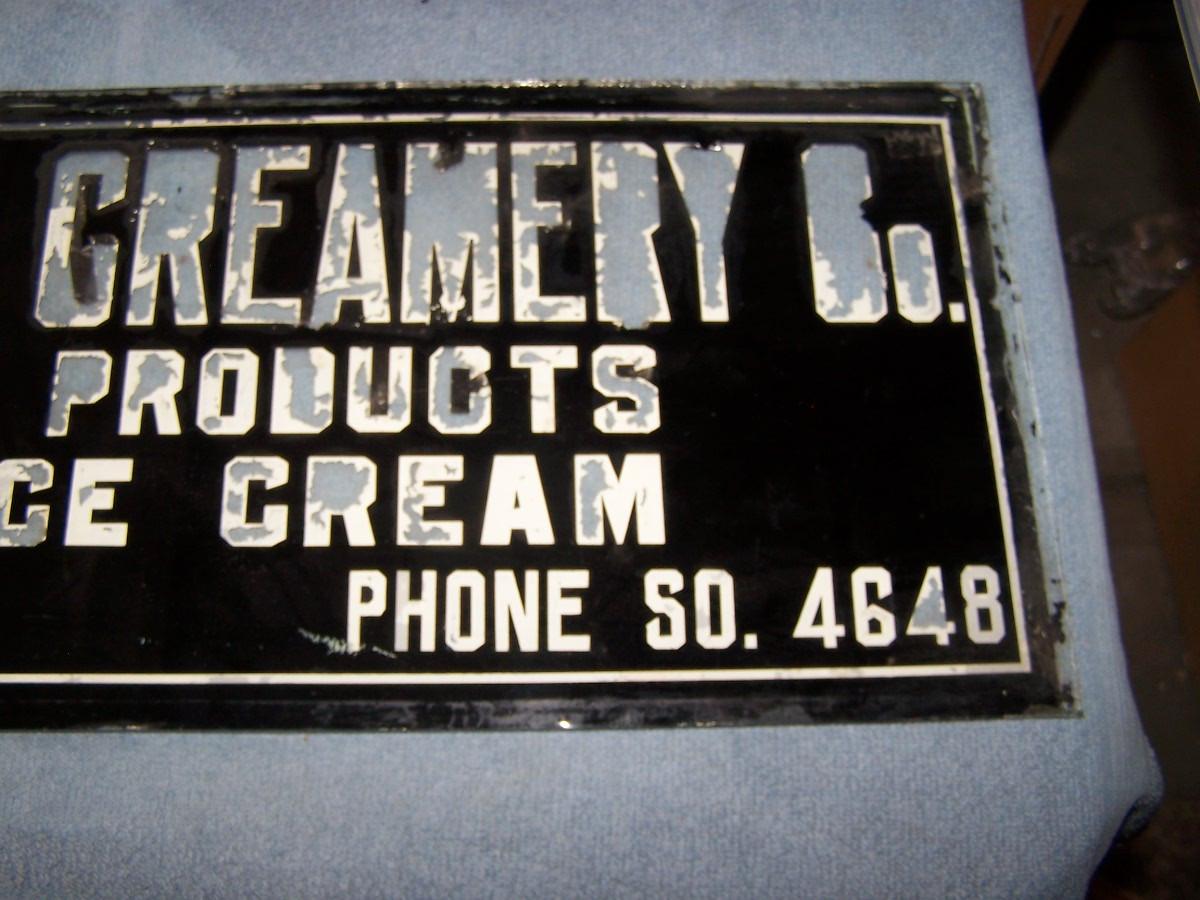 CREAMERY Co.
PRODUCTS
CE CREAM
PHONE SO. 4648